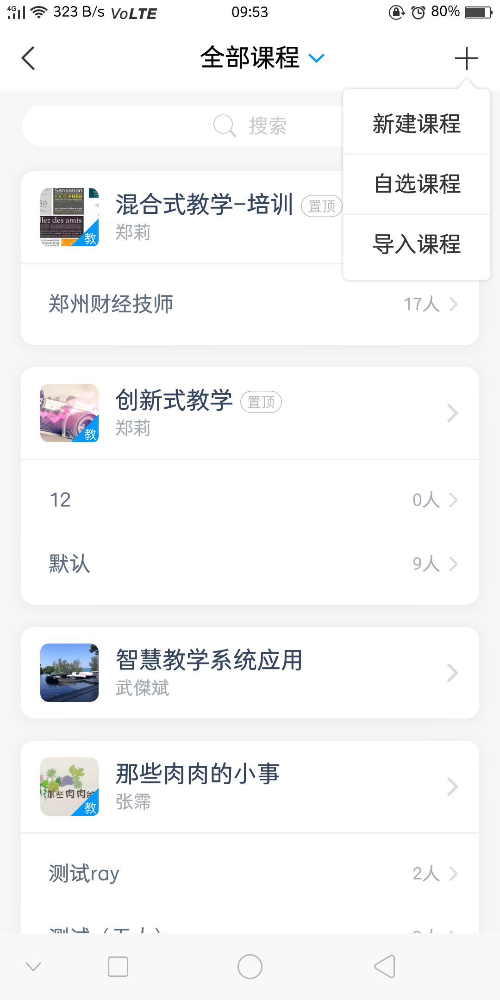 4G 323 B/s VoLTE 09:53 80%
全部课程
搜索
新建课程
自选课程
导入课程
Sansation
100% FREE
you should take a look
llez des amis
教
混合式教学-培训 置顶
郑莉
郑州财经技师 17人
教
创新式教学 置顶
郑莉
12 0人
默认 9人
智慧教学系统应用
武傑斌
那些肉肉的
教
那些肉肉的小事
张霈
测试ray 2人